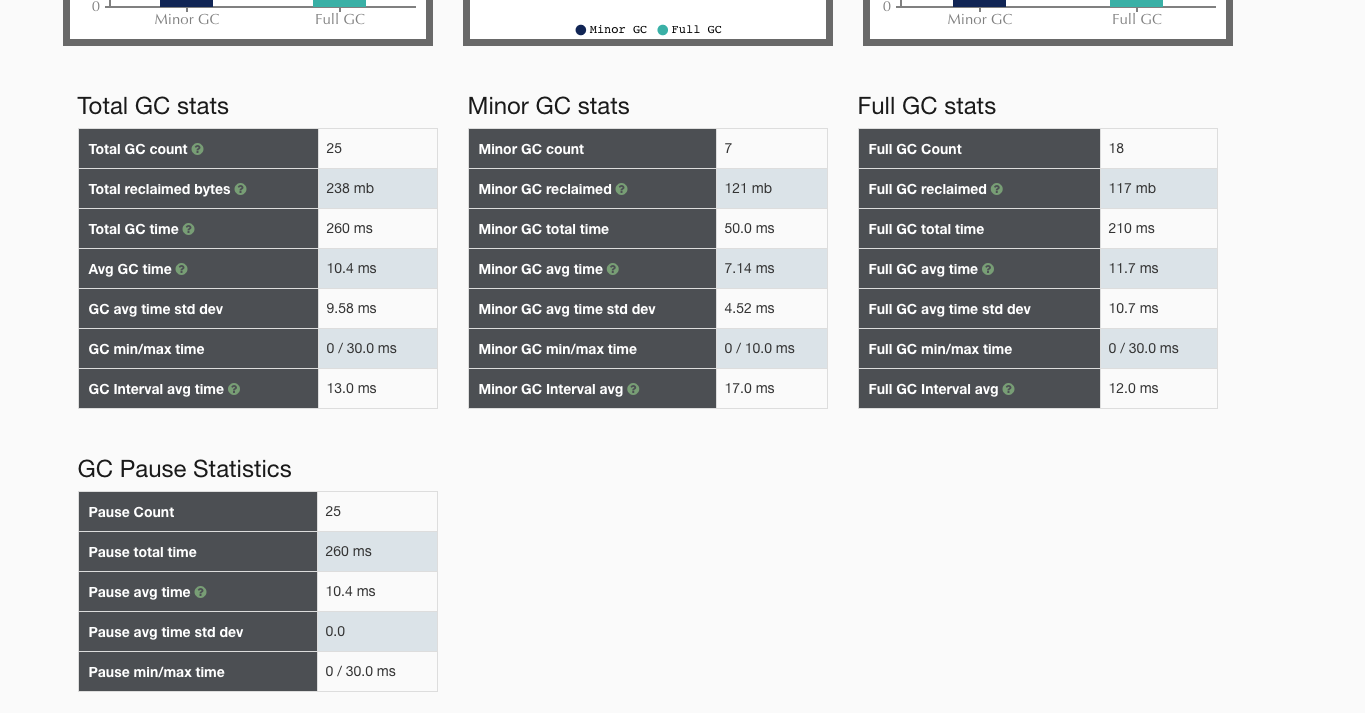 0
Minor GC Full GC
Minor GC Full GC
0
Minor GC Full GC
Total GC stats
Total GC count 25
Total reclaimed bytes 238 mb
Total GC time 260 ms
Avg GC time 10.4 ms
GC avg time std dev 9.58 ms
GC min/max time 0 / 30.0 ms
GC Interval avg time 13.0 ms
Minor GC stats
Minor GC count 7
Minor GC reclaimed 121 mb
Minor GC total time 50.0 ms
Minor GC avg time 7.14 ms
Minor GC avg time std dev 4.52 ms
Minor GC min/max time 0 / 10.0 ms
Minor GC Interval avg 17.0 ms
Full GC stats
Full GC Count 18
Full GC reclaimed 117 mb
Full GC total time 210 ms
Full GC avg time 11.7 ms
Full GC avg time std dev 10.7 ms
Full GC min/max time 0 / 30.0 ms
Full GC Interval avg 12.0 ms
GC Pause Statistics
Pause Count 25
Pause total time 260 ms
Pause avg time 10.4 ms
Pause avg time std dev 0.0
Pause min/max time 0 / 30.0 ms